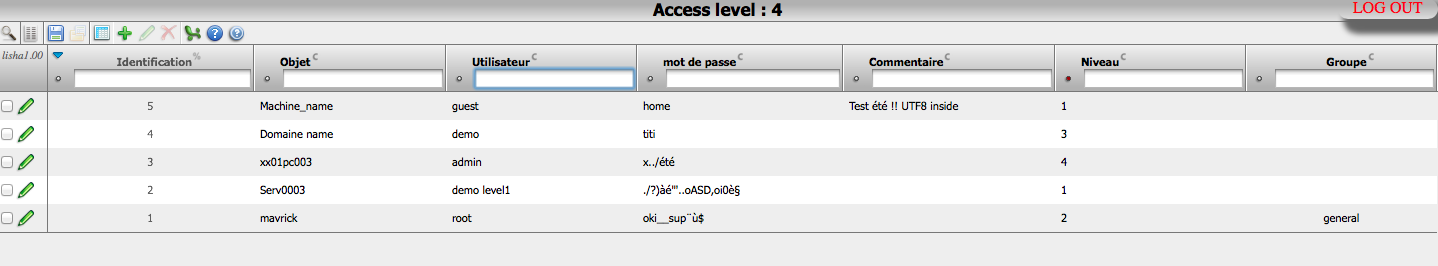 Access level : 4
LOG OUT
lisha1.00
Identification% Objet C Utilisateur C mot de passe C Commentaire C Niveau C Groupe C
5 Machine_name guest home Test été !! UTF8 inside 1
4 Domaine name demo titi 3
3 xx01pc003 admin x../été 4
2 Serv0003 demo level1 ./?)àé"'..oASD,oi0è§ 1
1 mavrick root oki__sup¨ù$ 2 general